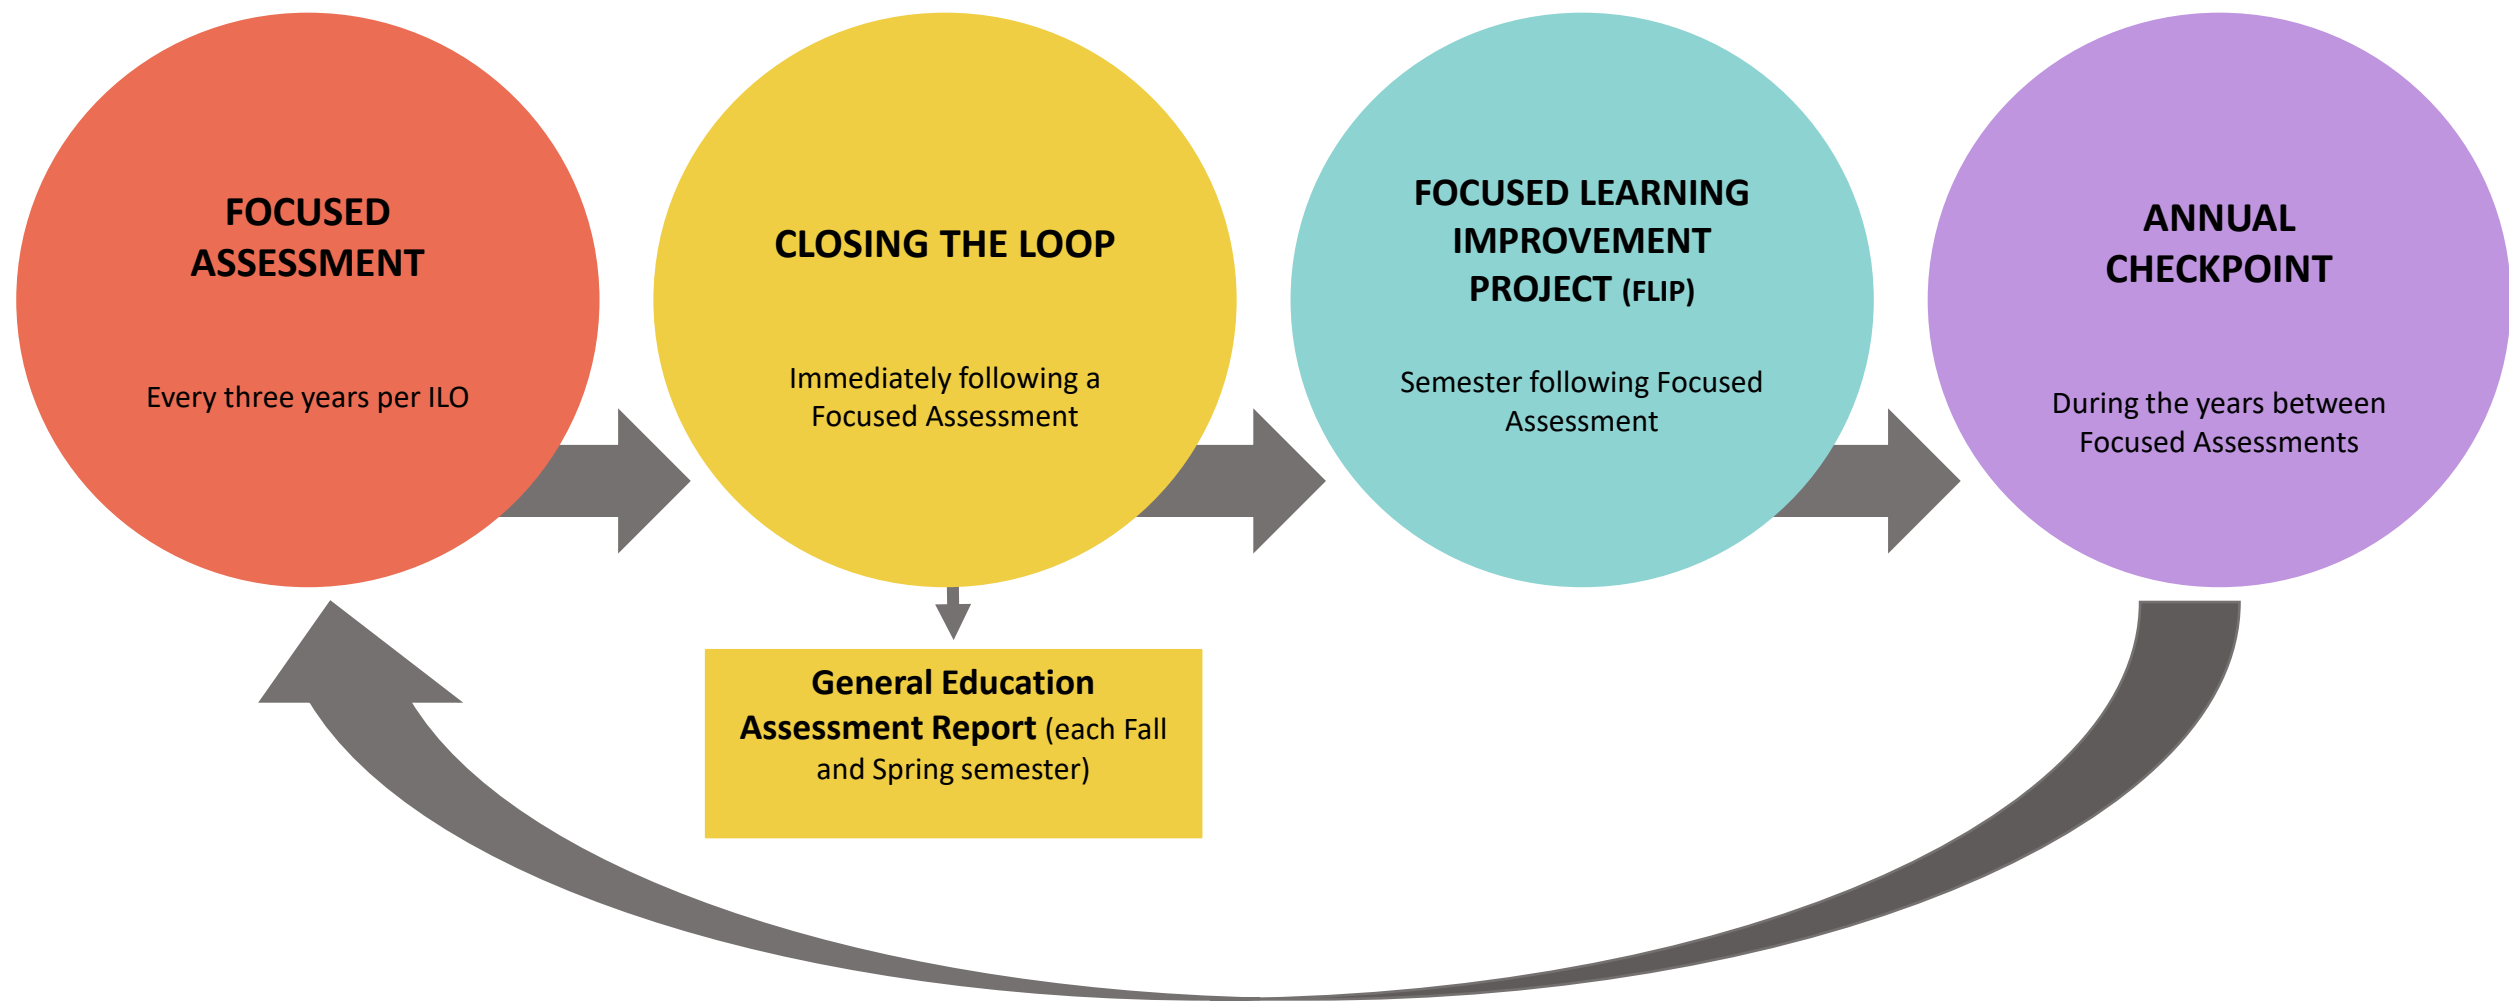 FOCUSED
ASSESSMENT
Every three years per ILO
CLOSING THE LOOP
Immediately following a
Focused Assessment
General Education
Assessment Report (each Fall
and Spring semester)
FOCUSED LEARNING
IMPROVEMENT
PROJECT (FLIP)
Semester following Focused
Assessment
ANNUAL
CHECKPOINT
During the years between
Focused Assessments